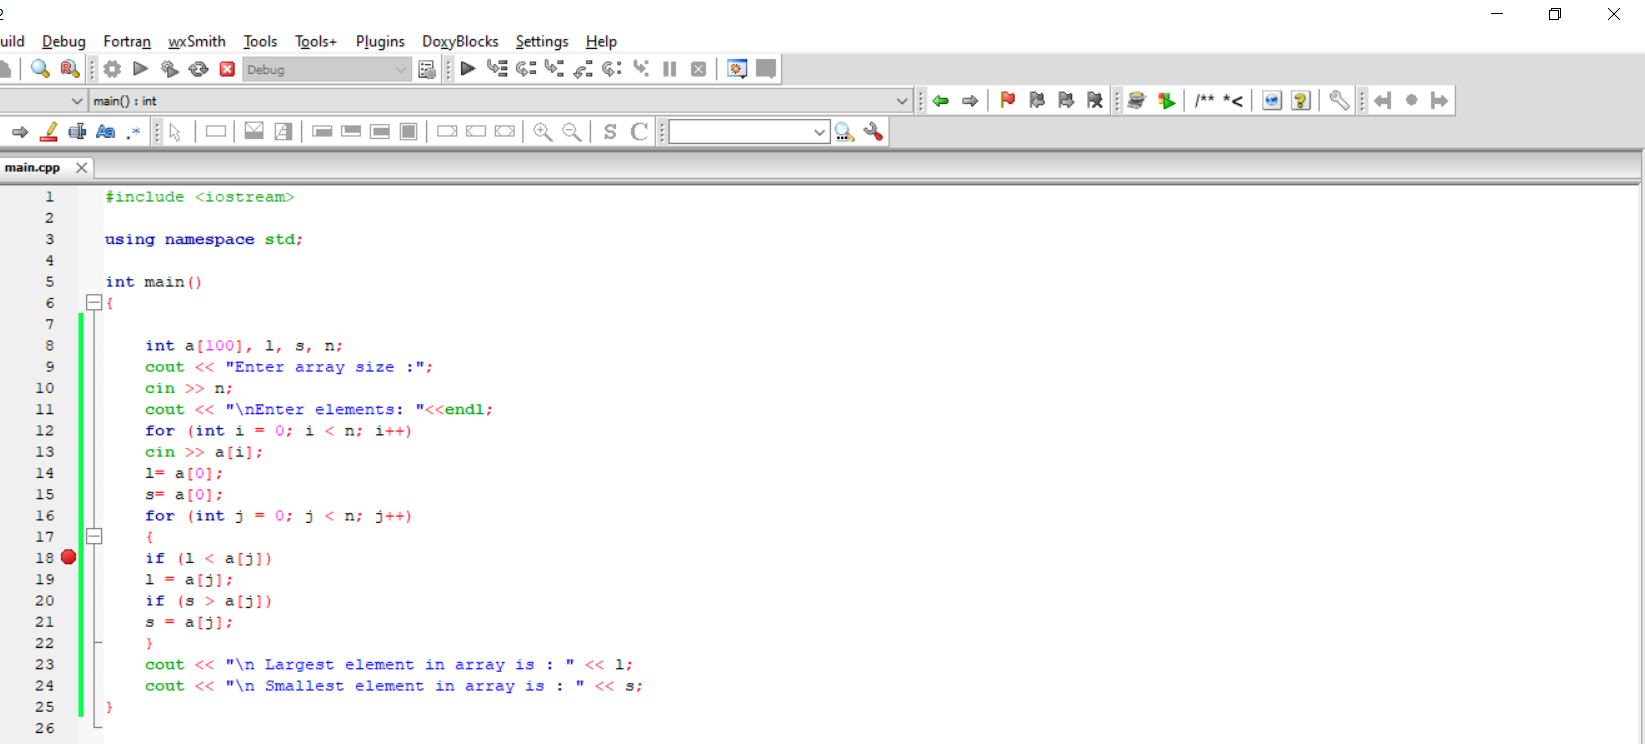 2
uild Debug Fortran wxSmith Tools Tools+ Plugins DoxyBlocks Settings Help
Debug
main() : int
/** *<
Aa .* S C
main.cpp
1 #include <iostream>
2
3 using namespace std;
4
5 int main()
6 {
7
8 int a[100], l, s, n;
9 cout << "Enter array size :";
10 cin >> n;
11 cout << "\nEnter elements: "<<endl;
12 for (int i = 0; i < n; i++)
13 cin >> a[i];
14 l= a[0];
15 s= a[0];
16 for (int j = 0; j < n; j++)
17 {
18 if (l < a[j])
19 l = a[j];
20 if (s > a[j])
21 s = a[j];
22 }
23 cout << "\n Largest element in array is : " << l;
24 cout << "\n Smallest element in array is : " << s;
25 }
26